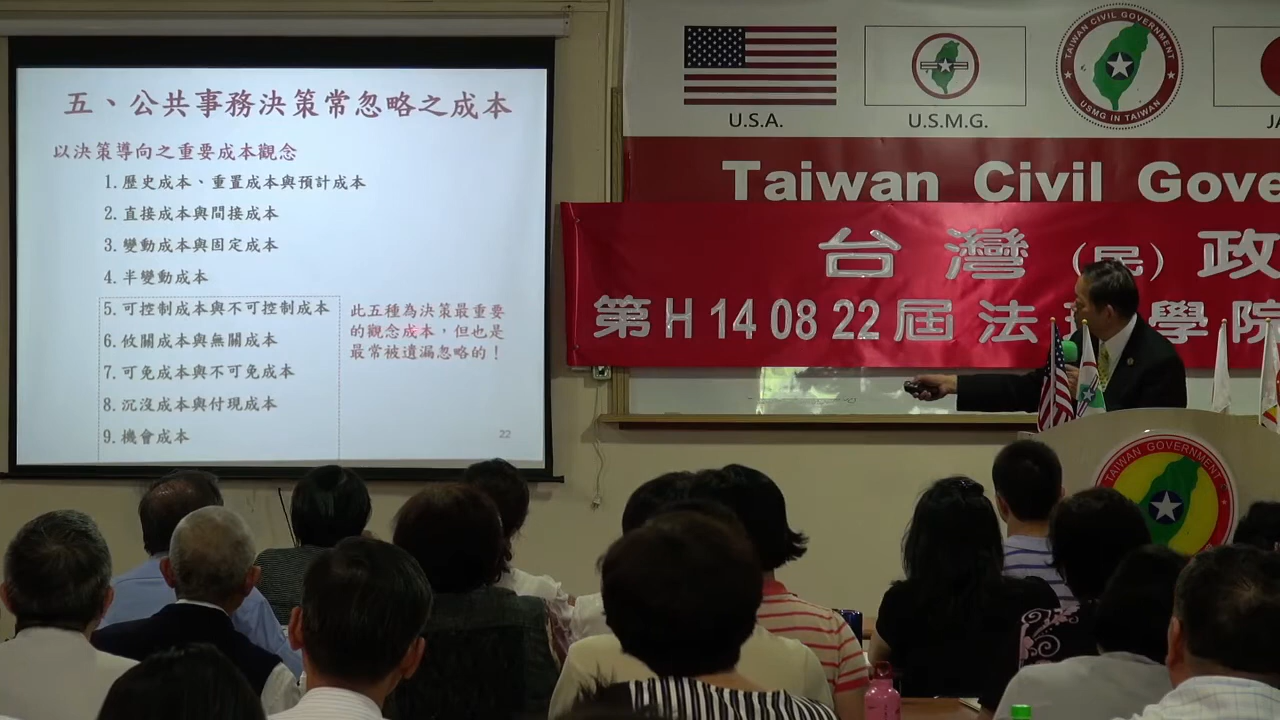 五、公共事務決策常忽略之成本
以決策導向之重要成本觀念
1. 歷史成本、重置成本與預計成本
2. 直接成本與間接成本
3. 變動成本與固定成本
4. 半變動成本
5. 可控制成本與不可控制成本
6. 攸關成本與無關成本
7. 可免成本與不可免成本
8. 沉沒成本與付現成本
9. 機會成本
此五種為決策最重要
的觀念成本，但也是
最常被遺漏忽略的！
22
U.S.A.
U.S.M.G.
TAIWAN CIVIL GOVERNMENT
USMG IN TAIWAN
JA
Taiwan Civil Gove
台灣（民）政
第H 14 08 22屆法 學院
TAIWAN GOVERNMENT